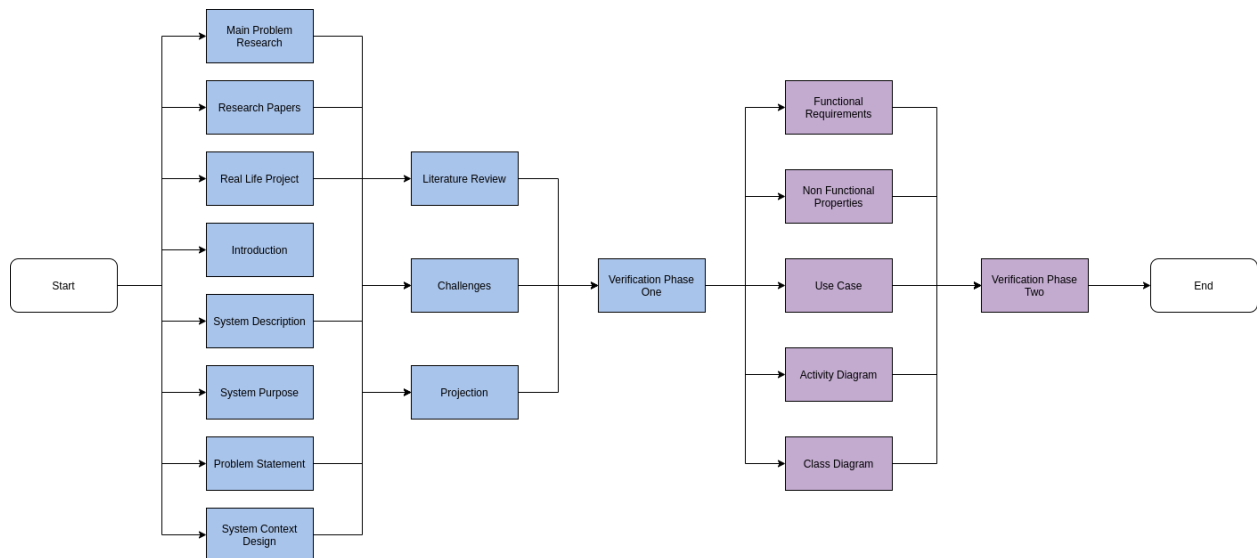 Start
Main Problem
Research
Research Papers
Real Life Project
Introduction
System Description
System Purpose
Problem Statement
System Context
Design
Literature Review
Challenges
Projection
Verification Phase
One
Functional
Requirements
Non Functional
Properties
Use Case
Activity Diagram
Class Diagram
Verification Phase
Two
End